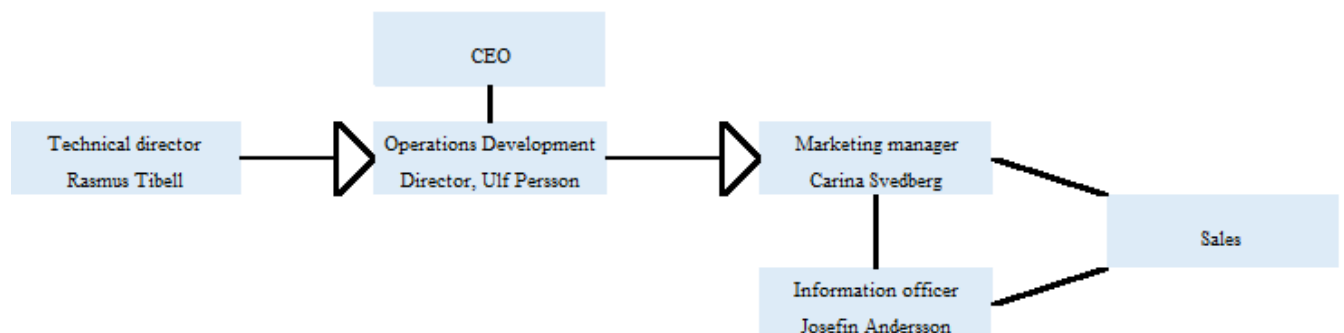 CEO
Technical director
Rasmus Tibell
Operations Development
Director, Ulf Persson
Marketing manager
Carina Svedberg
Sales
Information officer
Josefin Andersson